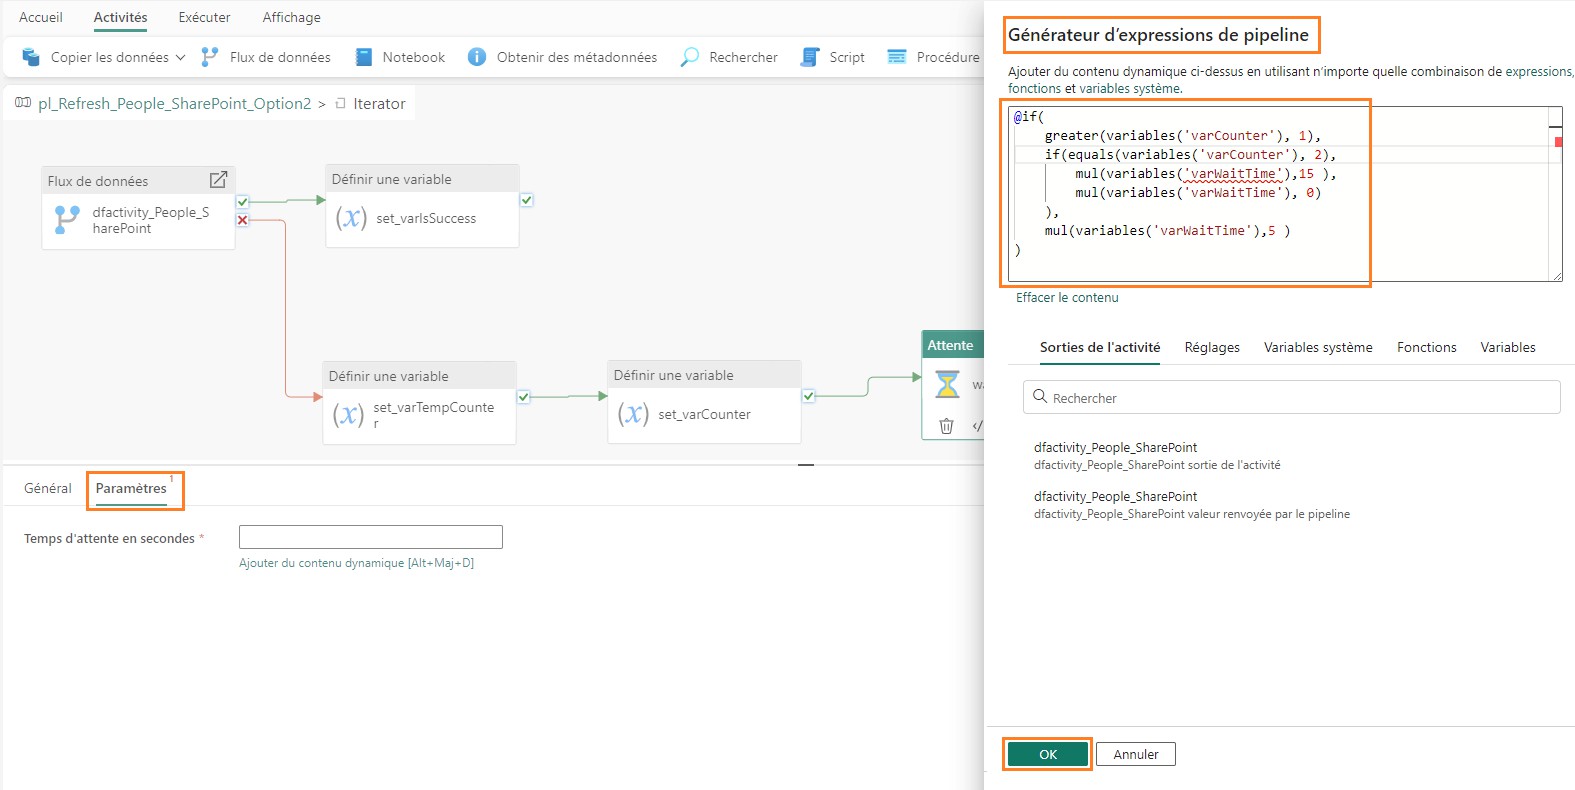 Accueil
Activités
Exécuter
Affichage
Copier les données
Flux de données
Notebook
Obtenir des métadonnées
Rechercher
Script
Procédure
pl_Refresh_People_SharePoint_Option2 > Iterator
Flux de données
dfactivity_People_S
harePoint
Définir une variable
(x) set_varIsSuccess
Définir une variable
(x) set_varTempCounte
r
Définir une variable
(x) set_varCounter
Attente
Général
Paramètres 1
Temps d'attente en secondes *
Ajouter du contenu dynamique [Alt+Maj+D]
Générateur d’expressions de pipeline
Ajouter du contenu dynamique ci-dessus en utilisant n’importe quelle combinaison de expressions,
fonctions et variables système.
@if(
greater(variables('varCounter'), 1),
if(equals(variables('varCounter'), 2),
mul(variables('varWaitTime'),15 ),
mul(variables('varWaitTime'), 0)
),
mul(variables('varWaitTime'),5 )
)
Effacer le contenu
Sorties de l'activité
Réglages
Variables système
Fonctions
Variables
Rechercher
dfactivity_People_SharePoint
dfactivity_People_SharePoint sortie de l'activité
dfactivity_People_SharePoint
dfactivity_People_SharePoint valeur renvoyée par le pipeline
OK
Annuler